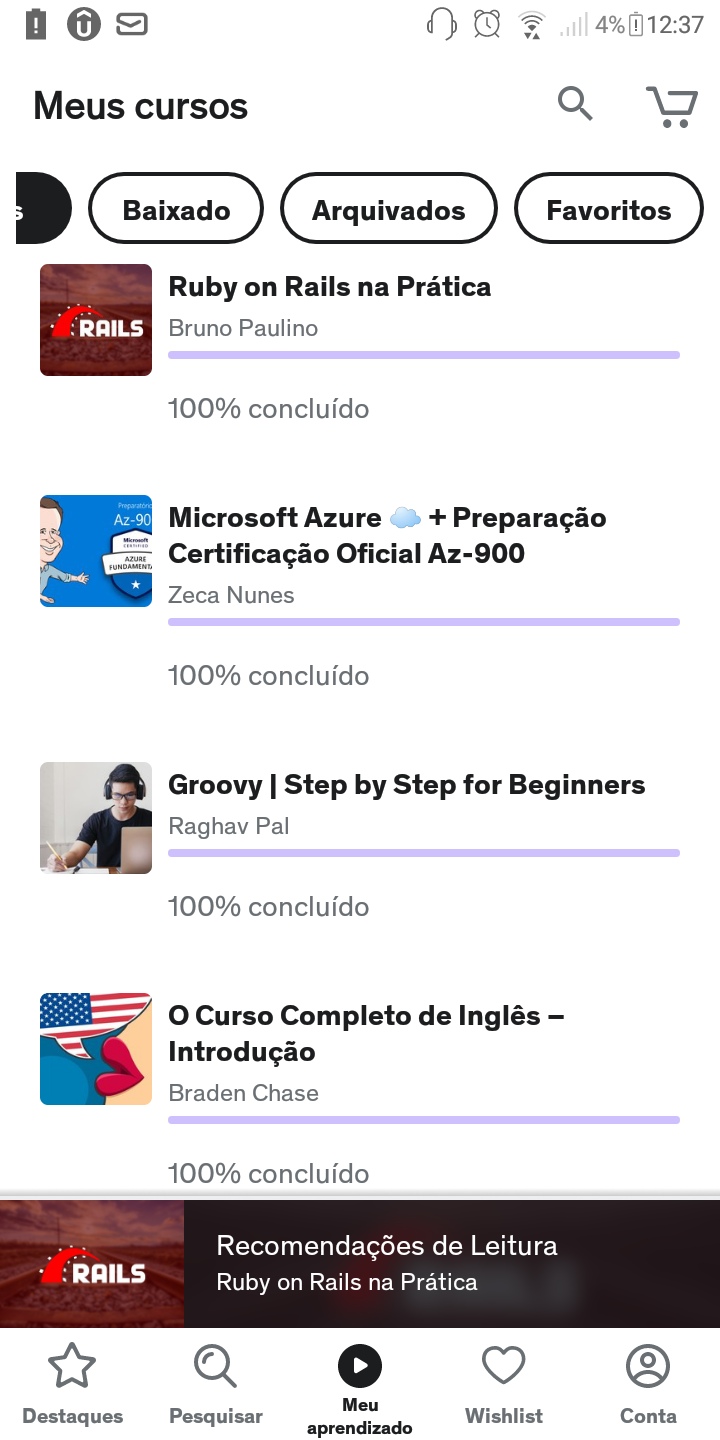 4% 12:37
Meus cursos
s Baixado Arquivados Favoritos
RAILS
Ruby on Rails na Prática
Bruno Paulino
100% concluído
Preparatóri
Az-90
Microsoft
CERTIFIED
AZURE
FUNDAMENTA
Microsoft Azure ☁️ + Preparação
Certificação Oficial Az-900
Zeca Nunes
100% concluído
Groovy | Step by Step for Beginners
Raghav Pal
100% concluído
O Curso Completo de Inglês –
Introdução
Braden Chase
100% concluído
RAILS
Recomendações de Leitura
Ruby on Rails na Prática
Destaques Pesquisar Meu aprendizado Wishlist Conta